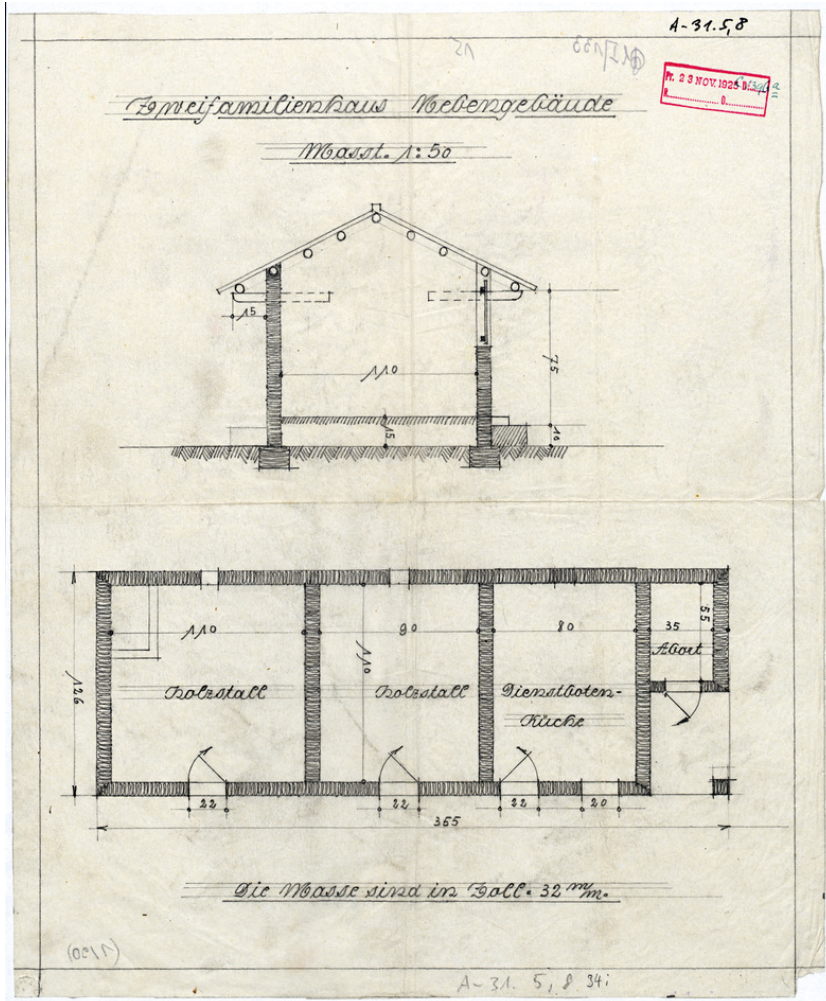 A-31.5,8
15
Pr. 23 NOV. 1925 B.
Zweifamilienhaus Nebengebäude
Masst. 1:50
15
110
75
15
10
110
90
80
35
55
Abort
110
126
Holzstall
Holzstall
Dienstboten-
Küche
22
22
22
20
365
Die Masse sind in Zoll = 32 m/m.
(1/50)
A-31. 5, 8 34i